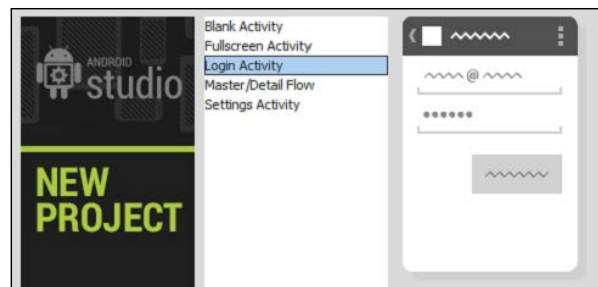 ANDROID
studio
NEW
PROJECT
Blank Activity
Fullscreen Activity
Login Activity
Master/Detail Flow
Settings Activity
@